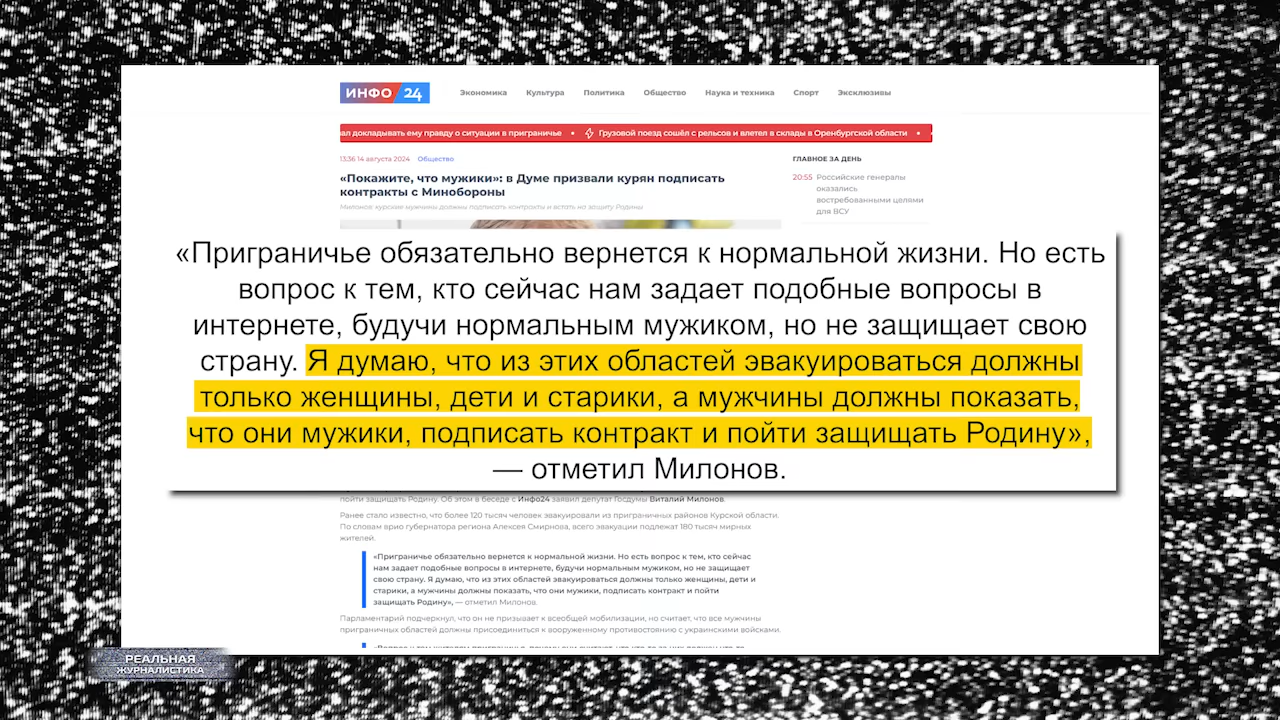 ИНФО 24
Экономика Культура Политика Общество Наука и техника Спорт Эксклюзивы
докладывать ему правду о ситуации в приграничье • Грузовой поезд сошёл с рельсов и влетел в склады в Оренбургской области •
13:36 14 августа 2024 Общество
«Покажите, что мужики»: в Думе призвали курян подписать
контракты с Минобороны
Милонов: курские мужчины должны подписать контракты и встать на защиту Родины
ГЛАВНОЕ ЗА ДЕНЬ
20:55 Российские генералы
оказались
востребованными целями
для ВСУ
«Приграничье обязательно вернется к нормальной жизни. Но есть
вопрос к тем, кто сейчас нам задает подобные вопросы в
интернете, будучи нормальным мужиком, но не защищает свою
страну. Я думаю, что из этих областей эвакуироваться должны
только женщины, дети и старики, а мужчины должны показать,
что они мужики, подписать контракт и пойти защищать Родину»,
— отметил Милонов.
пойти защищать Родину. Об этом в беседе с Инфо24 заявил депутат Госдумы Виталий Милонов.
Ранее стало известно, что более 120 тысяч человек эвакуировали из приграничных районов Курской области.
По словам врио губернатора региона Алексея Смирнова, всего эвакуации подлежат 180 тысяч мирных
жителей.
«Приграничье обязательно вернется к нормальной жизни. Но есть вопрос к тем, кто сейчас
нам задает подобные вопросы в интернете, будучи нормальным мужиком, но не защищает
свою страну. Я думаю, что из этих областей эвакуироваться должны только женщины, дети и
старики, а мужчины должны показать, что они мужики, подписать контракт и пойти
защищать Родину», — отметил Милонов.
Парламентарий подчеркнул, что он не призывает к всеобщей мобилизации, но считает, что все мужчины
приграничных областей должны присоединиться к вооруженному противостоянию с украинскими войсками.
РЕАЛЬНАЯ
ЖУРНАЛИСТИКА